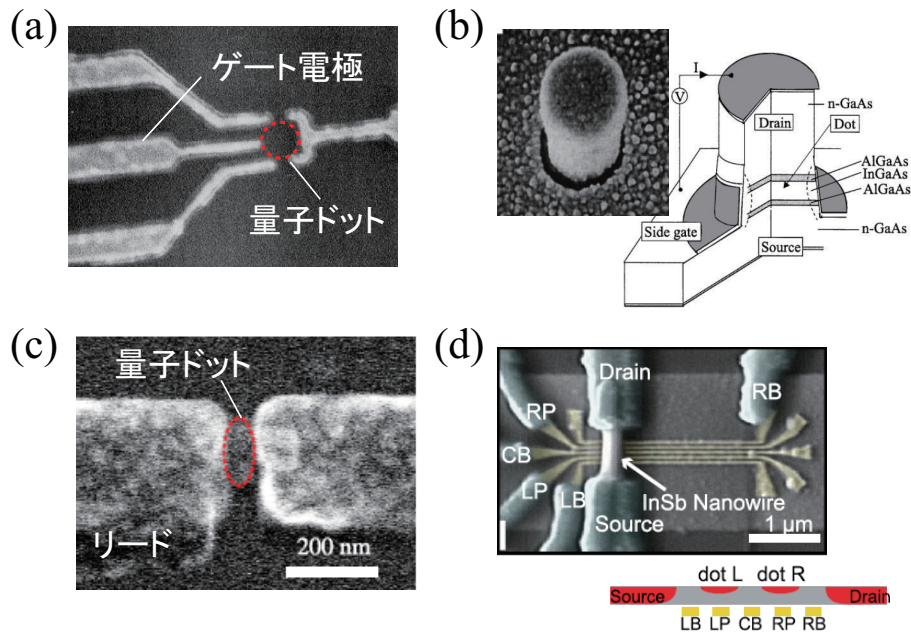 (a)
ゲート電極
量子ドット
(b)
I
V
n-GaAs
Drain
Dot
AlGaAs
InGaAs
AlGaAs
Side gate
n-GaAs
Source
(c)
量子ドット
リード
200 nm
(d)
Drain
RP
RB
CB
LP
LB
InSb Nanowire
Source
1 μm
dot L dot R
Source Drain
LB LP CB RP RB